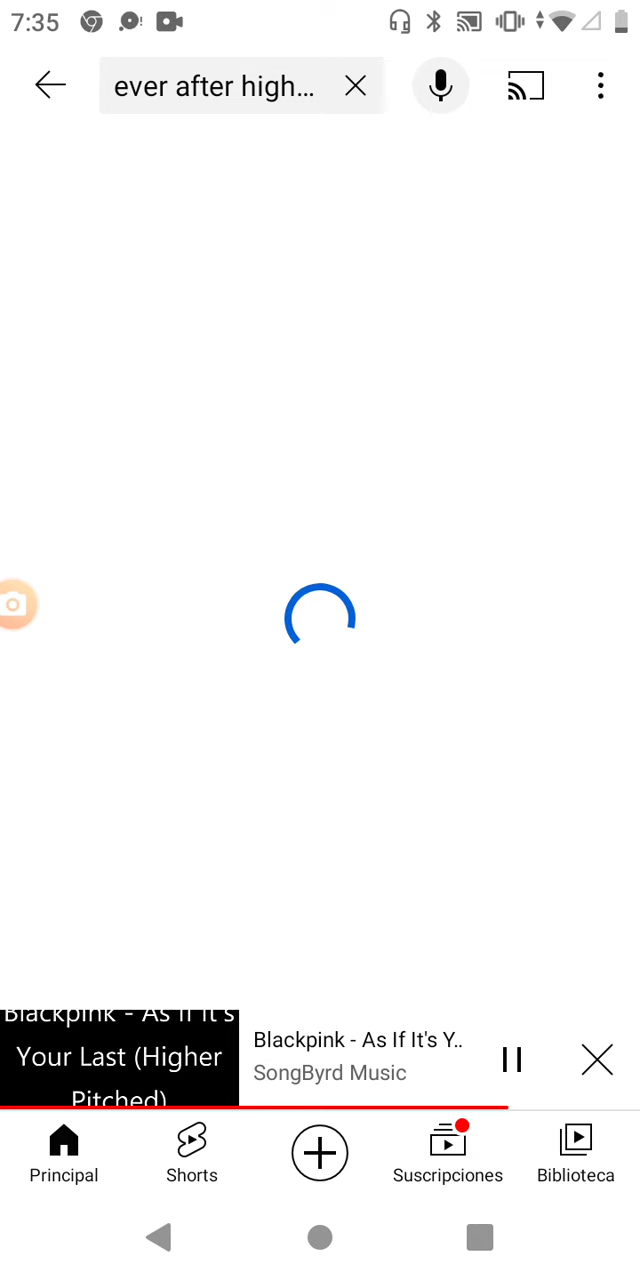 7:35
ever after high...
Blackpink - As If It's
Your Last (Higher
Pitched)
Blackpink - As If It's Y..
SongByrd Music
Principal
Shorts
Suscripciones
Biblioteca